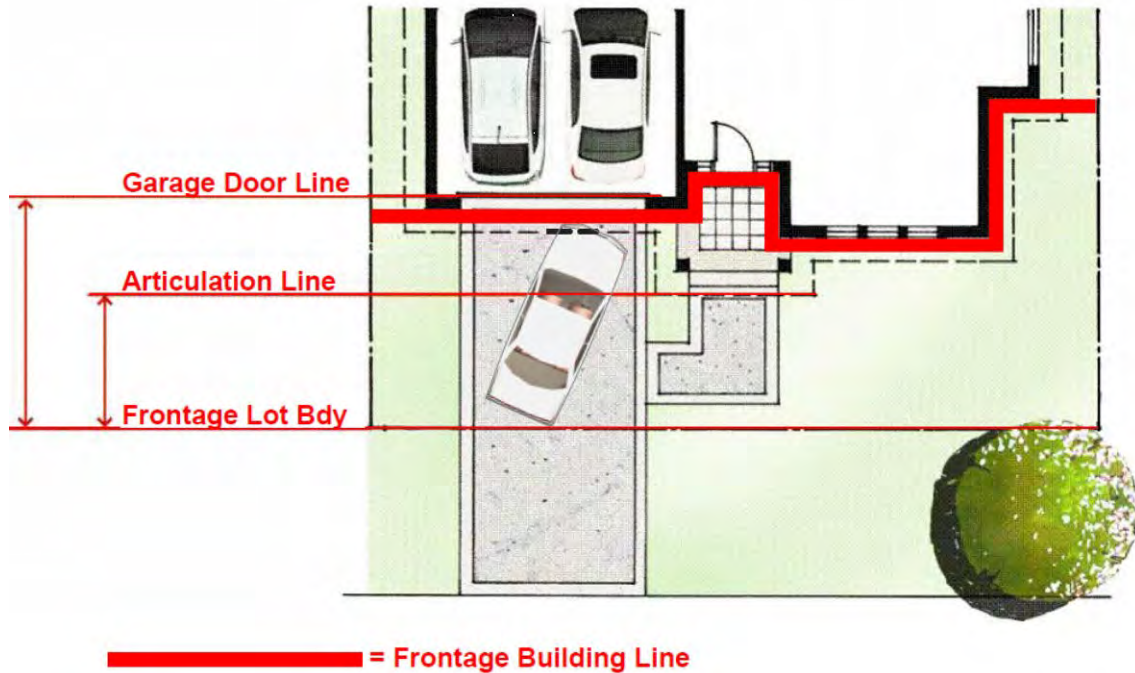 Garage Door Line
Articulation Line
Frontage Lot Bdy
= Frontage Building Line